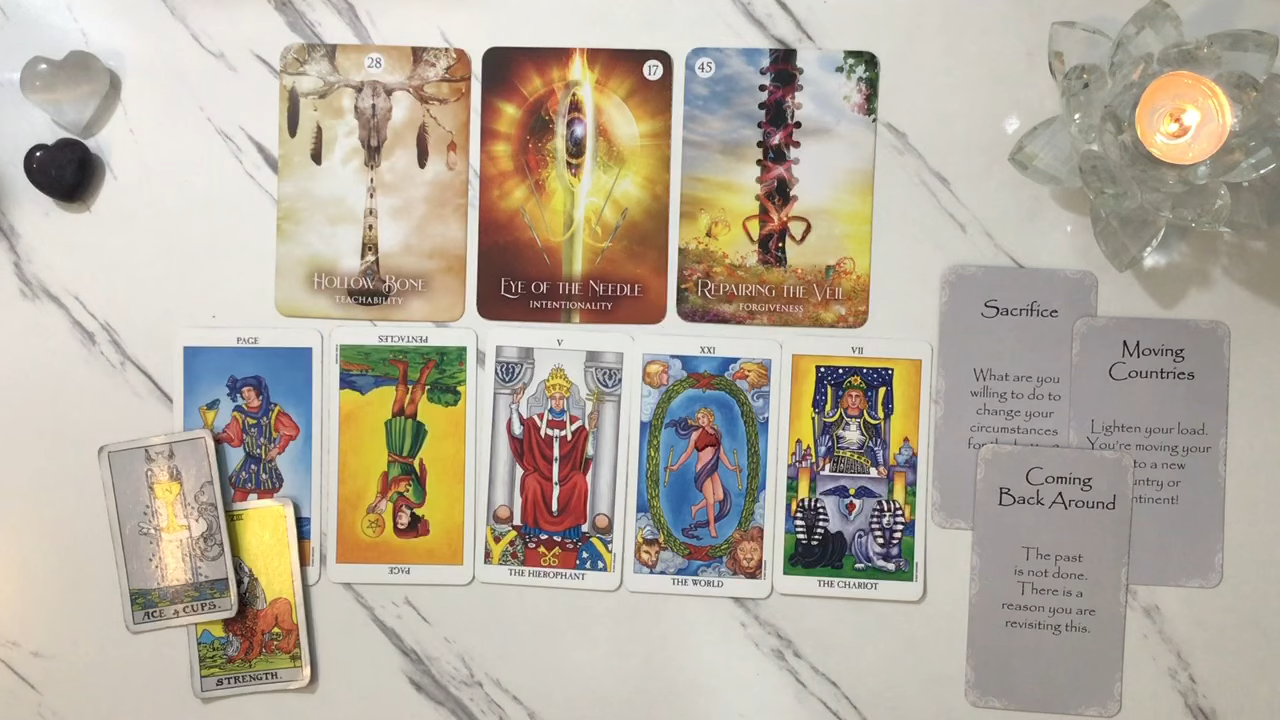 28
HOLLOW BONE
TEACHABILITY
17
EYE OF THE NEEDLE
INTENTIONALITY
45
REPAIRING THE VEIL
FORGIVENESS
PAGE
PENTACLES
PAGE
V
THE HIEROPHANT
XXI
THE WORLD
VII
THE CHARIOT
ACE of CUPS.
STRENGTH.
Sacrifice
What are you
willing to do to
change your
circumstances
Moving
Countries
Lighten your load.
You're moving your
to a new
Coming
Back Around
The past
is not done.
There is a
reason you are
revisiting this.